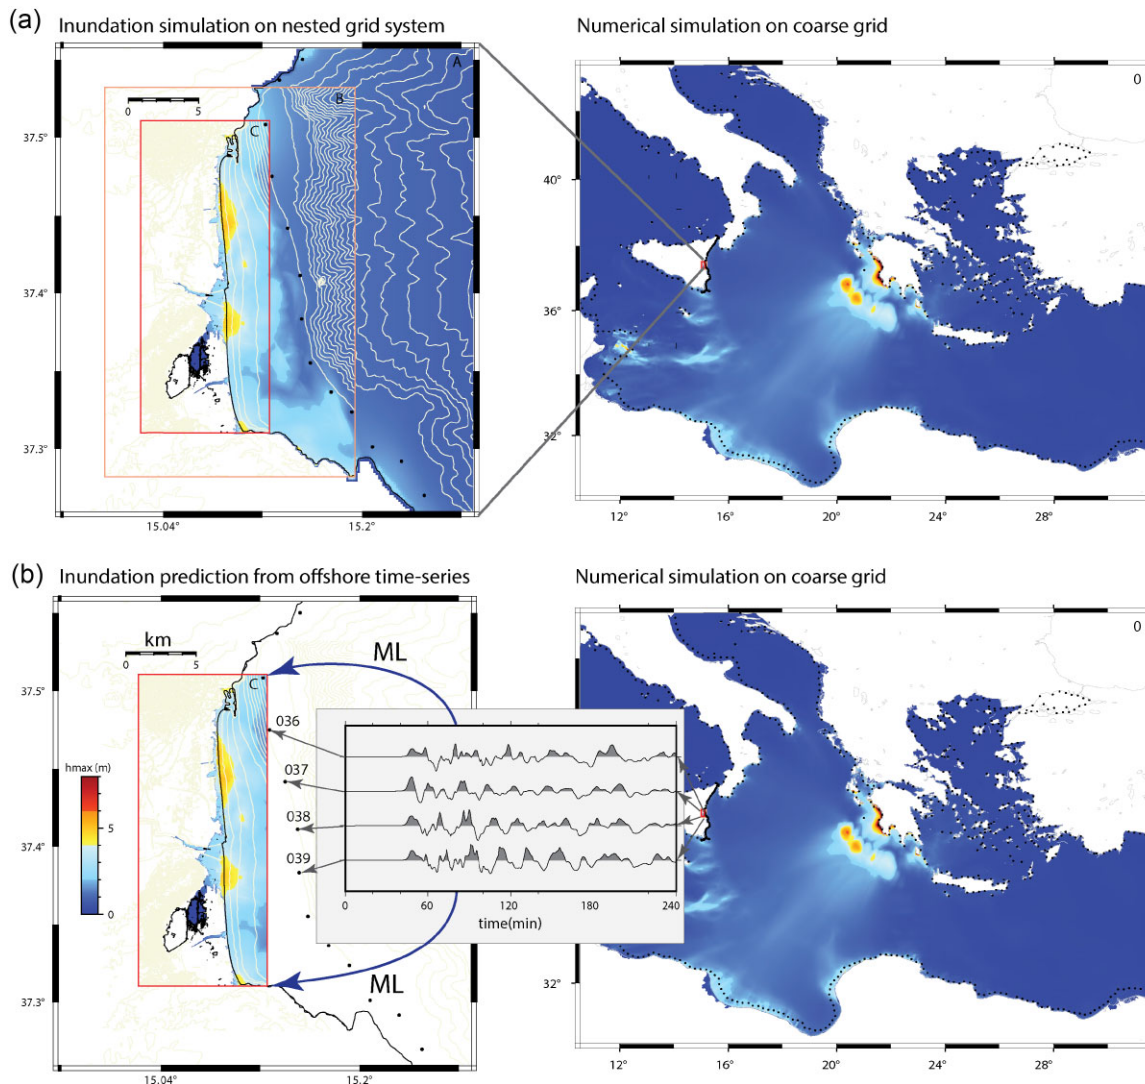 (a)
Inundation simulation on nested grid system
Numerical simulation on coarse grid
A
B
C
0 5
37.5°
37.4°
37.3°
15.04°
15.2°
0
40°
36°
32°
12°
16°
20°
24°
28°
(b)
Inundation prediction from offshore time-series
Numerical simulation on coarse grid
km
0 5
ML
C
036
037
038
039
hmax (m)
5
0
37.5°
37.4°
37.3°
15.04°
15.2°
0 60 120 180 240
time(min)
ML
0
32°
12°
16°
20°
24°
28°